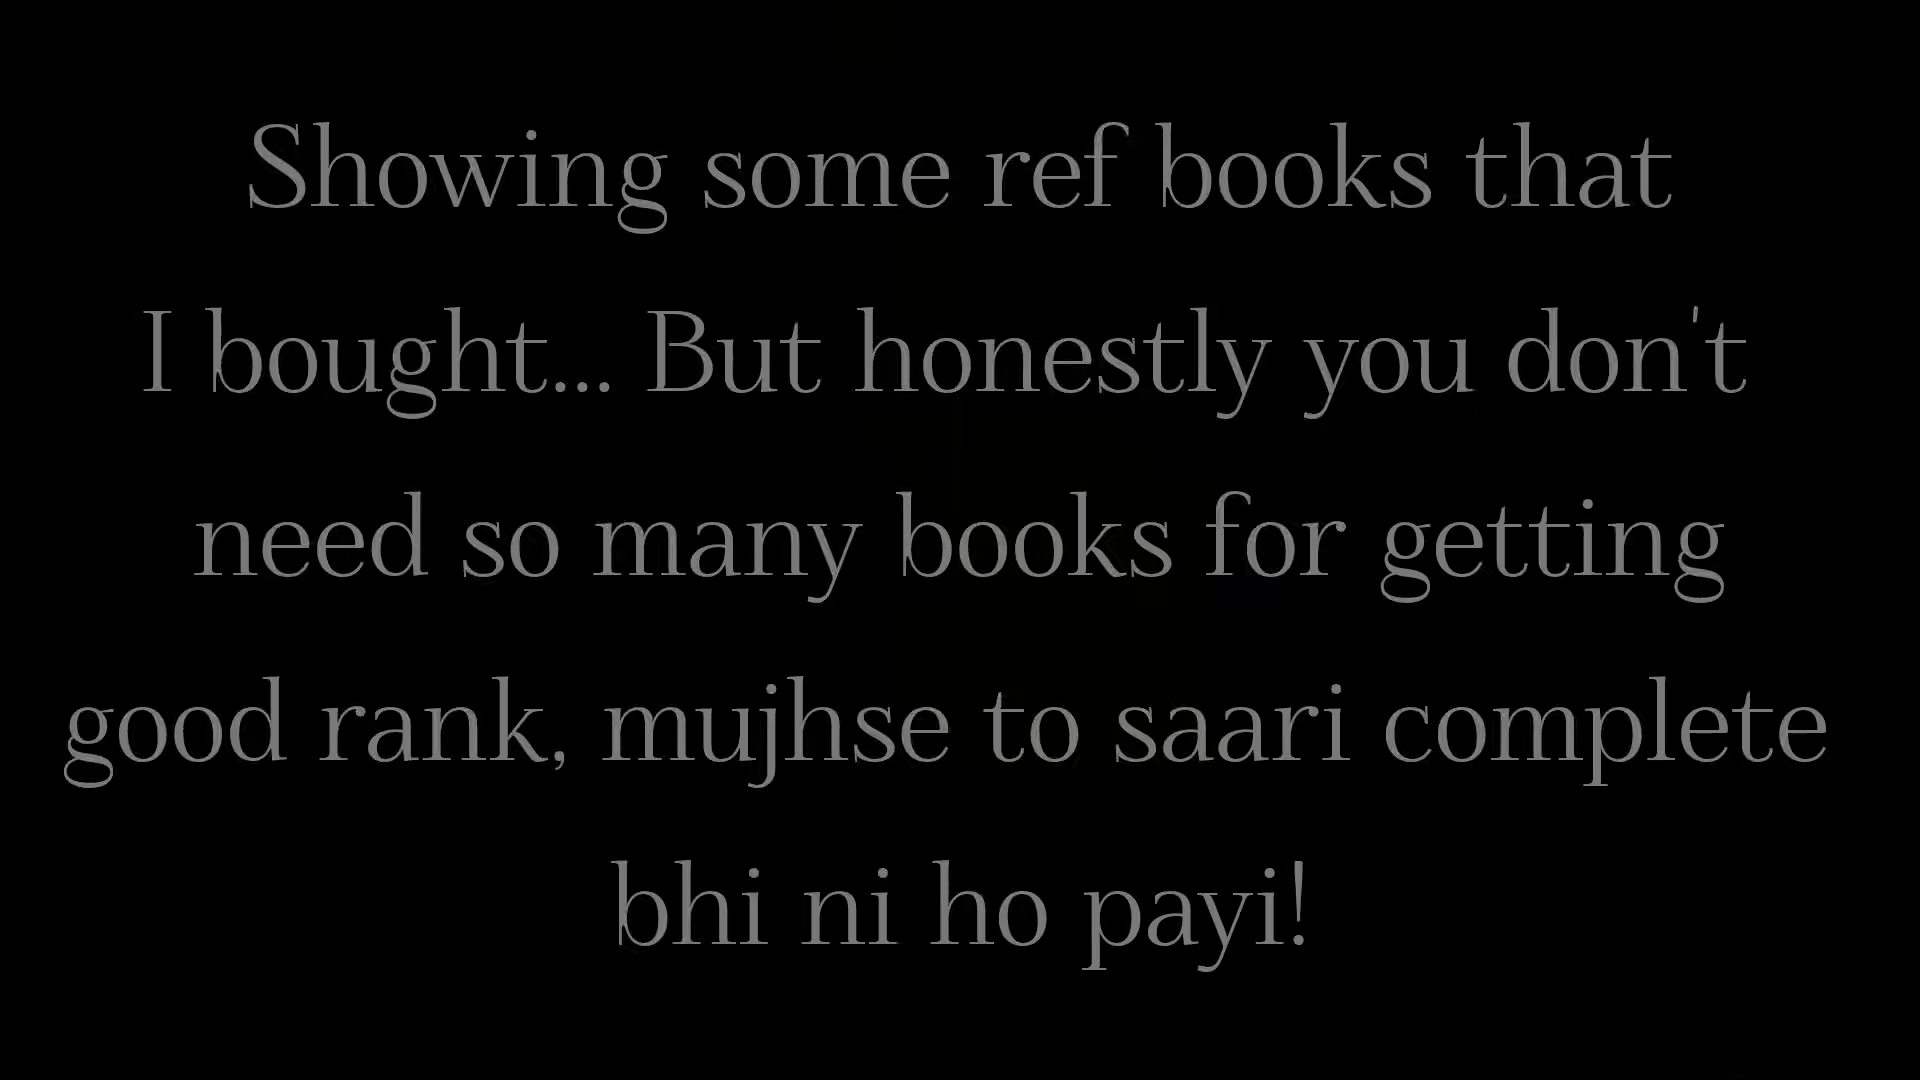 Showing some ref books that
I bought... But honestly you don't
need so many books for getting
good rank, mujhse to saari complete
bhi ni ho payi!